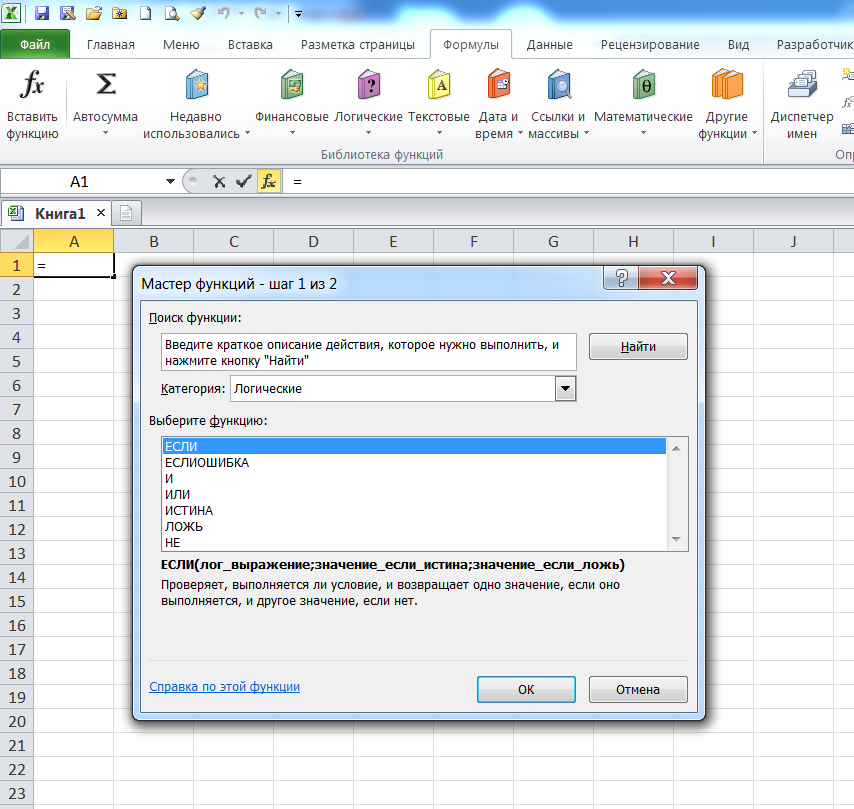 Файл Главная Меню Вставка Разметка страницы Формулы Данные Рецензирование Вид Разработчик
fx Σ
Вставить функцию
Автосумма
Недавно использовались
Финансовые
Логические
Текстовые
Дата и время
Ссылки и массивы
Математические
Другие функции
Диспетчер имен
Библиотека функций
A1 fx =
Книга1
A B C D E F G H I J
1 =
2
3
4
5
6
7
8
9
10
11
12
13
14
15
16
17
18
19
20
21
22
23
Мастер функций - шаг 1 из 2
Поиск функции:
Введите краткое описание действия, которое нужно выполнить, и
нажмите кнопку "Найти"
Найти
Категория: Логические
Выберите функцию:
ЕСЛИ
ЕСЛИОШИБКА
И
ИЛИ
ИСТИНА
ЛОЖЬ
НЕ
ЕСЛИ(лог_выражение;значение_если_истина;значение_если_ложь)
Проверяет, выполняется ли условие, и возвращает одно значение, если оно
выполняется, и другое значение, если нет.
Справка по этой функции
ОК
Отмена